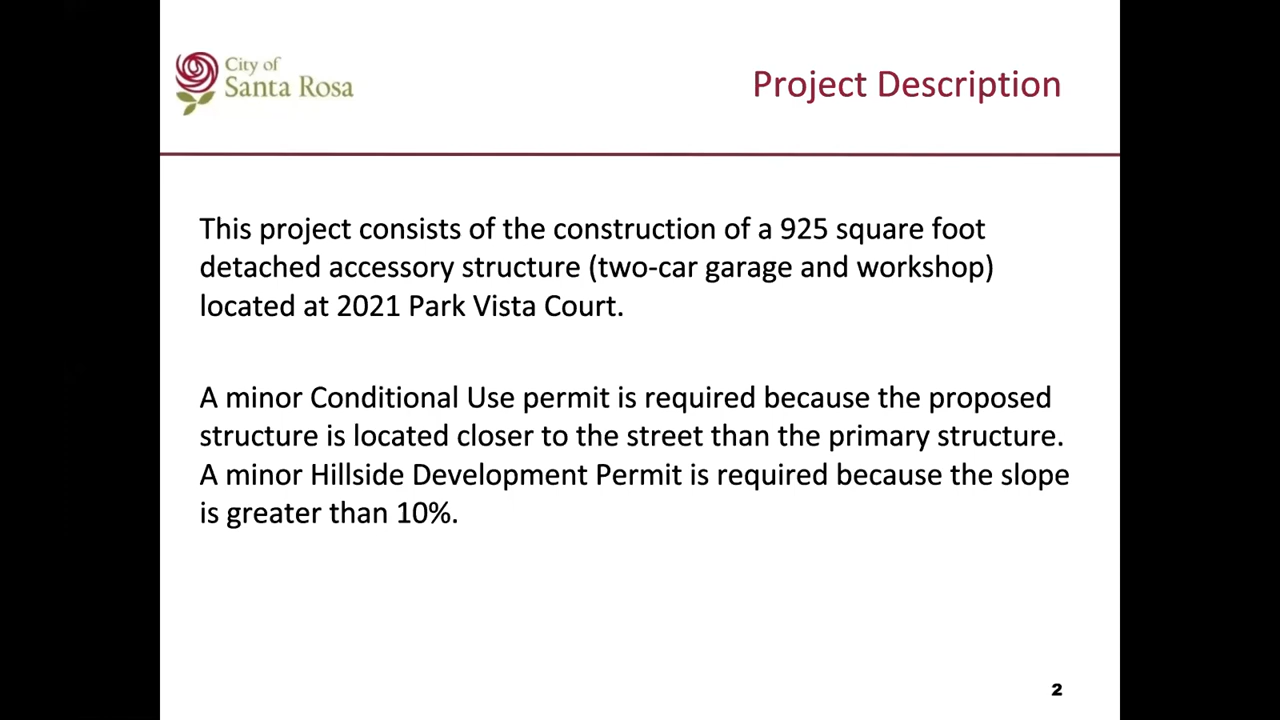 City of
Santa Rosa
Project Description
This project consists of the construction of a 925 square foot
detached accessory structure (two-car garage and workshop)
located at 2021 Park Vista Court.
A minor Conditional Use permit is required because the proposed
structure is located closer to the street than the primary structure.
A minor Hillside Development Permit is required because the slope
is greater than 10%.
2